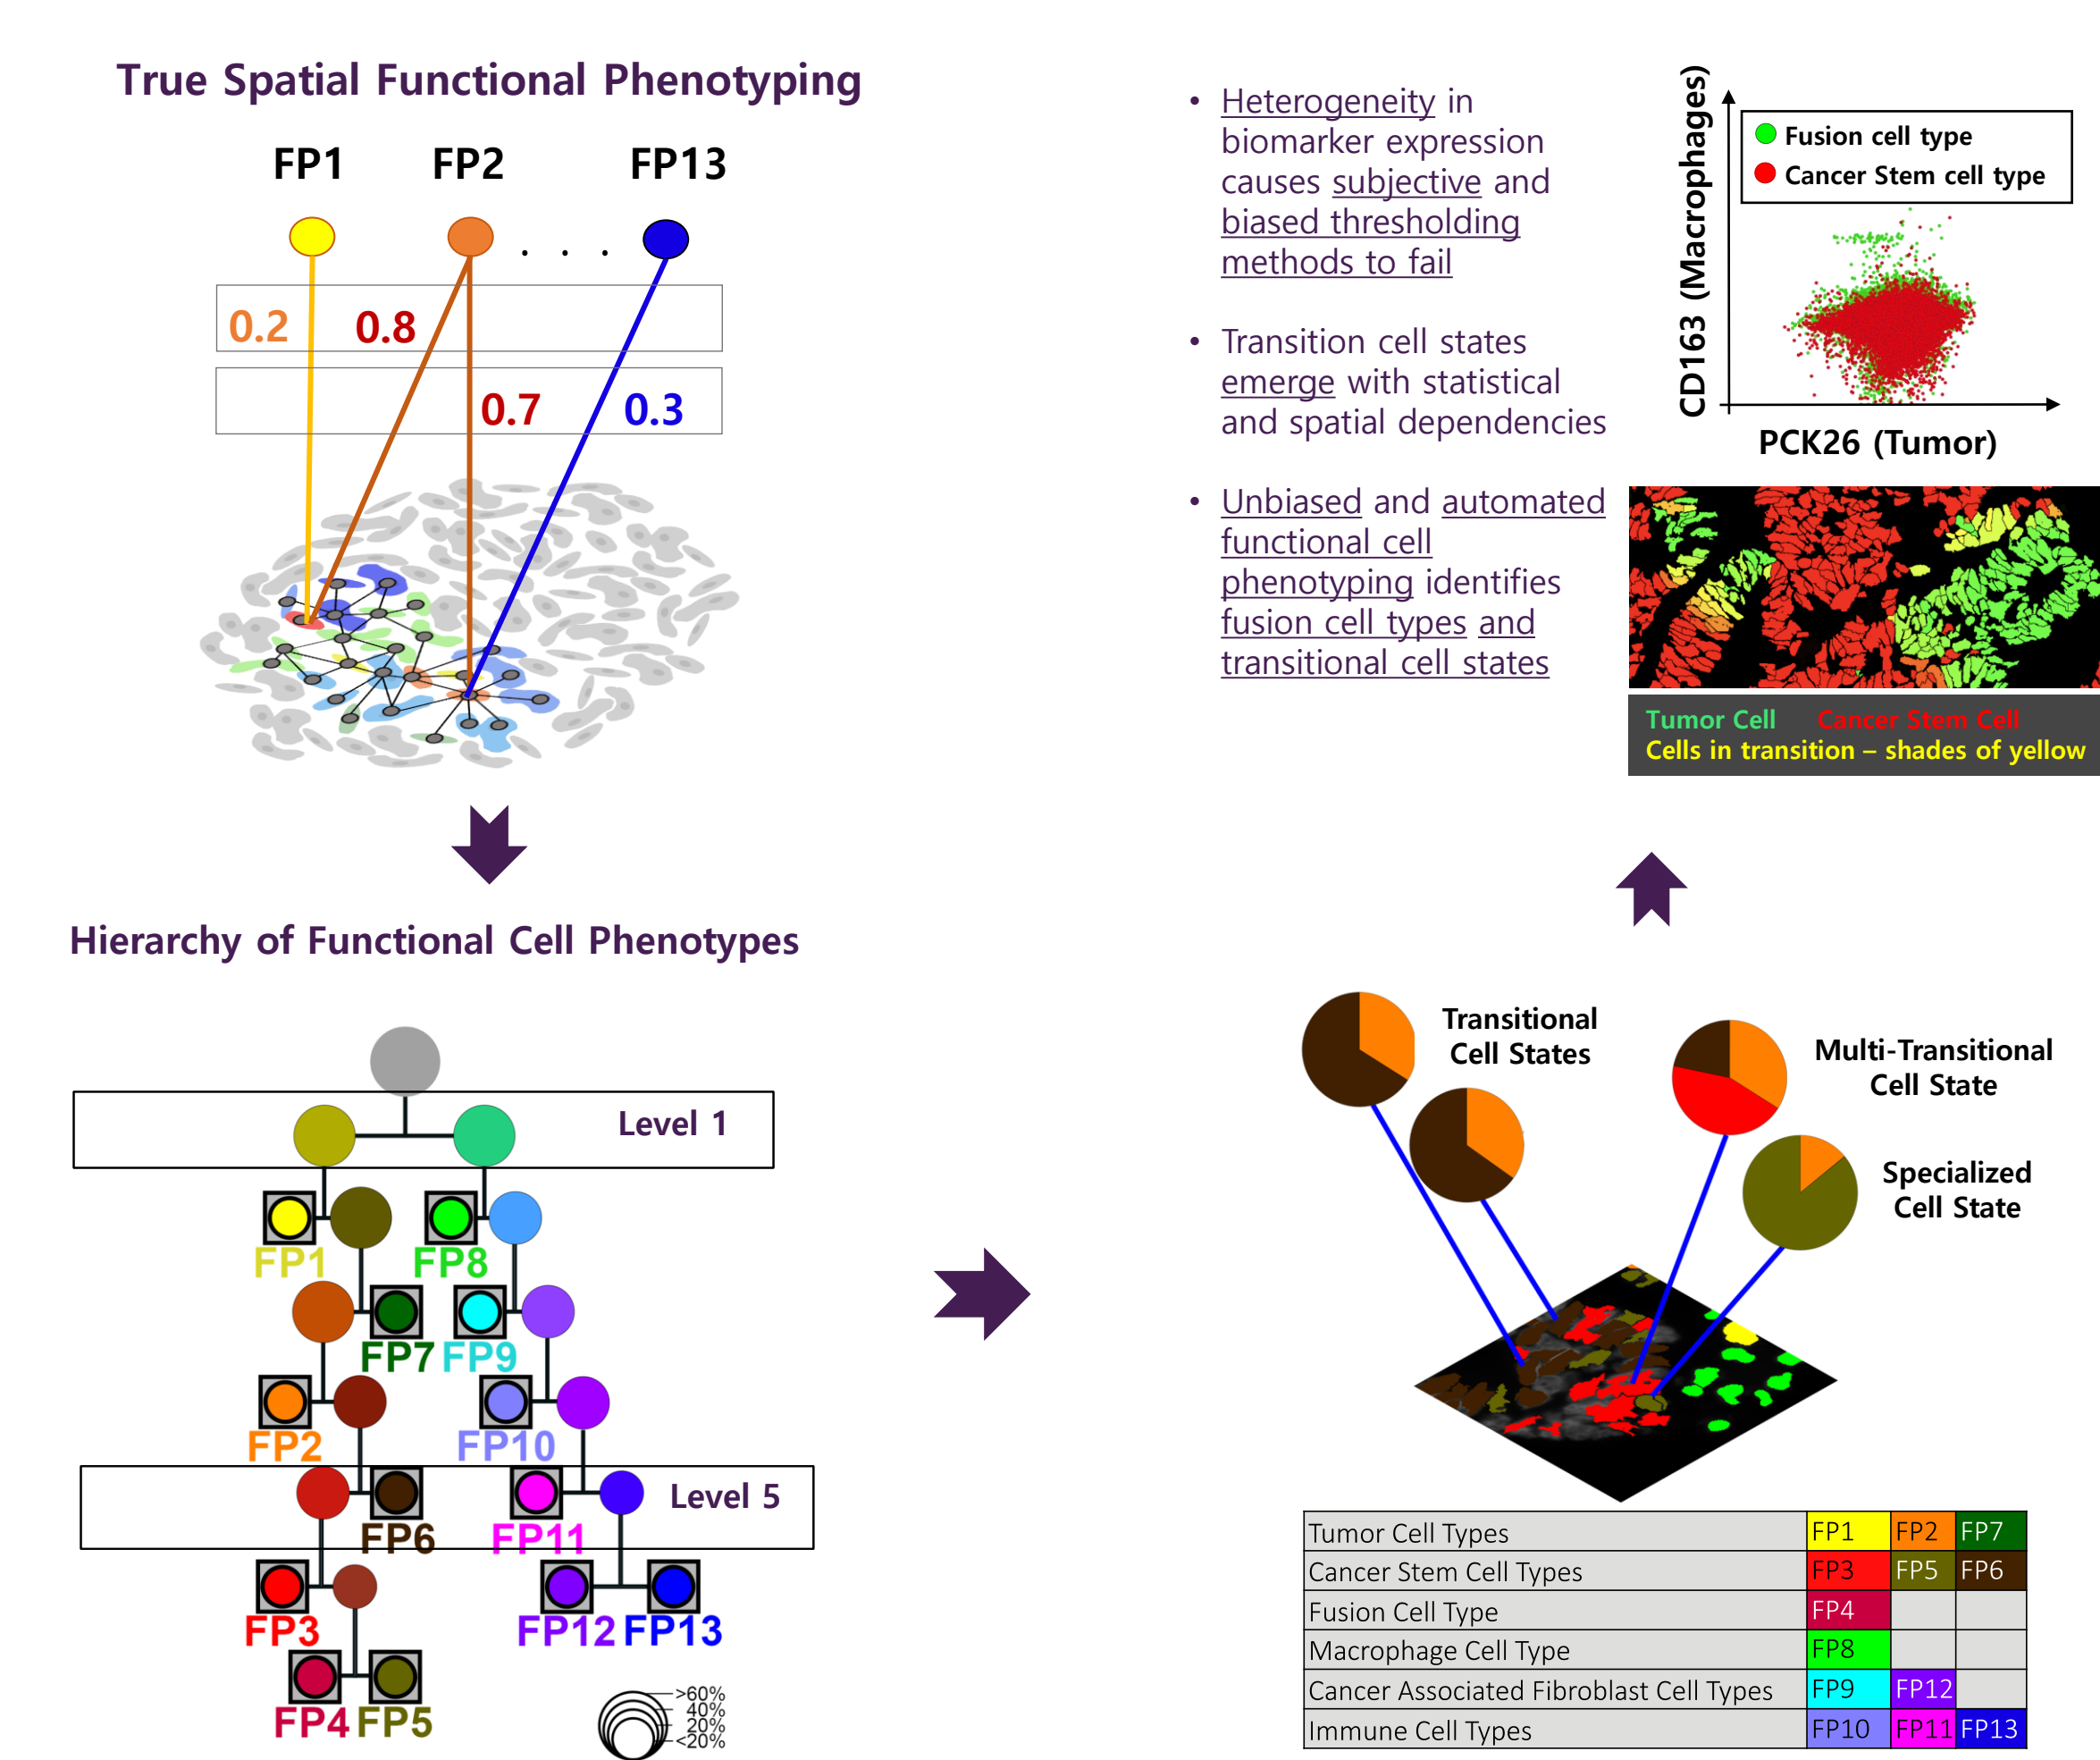 True Spatial Functional Phenotyping
FP1 FP2 FP13
. . .
0.2 0.8
0.7 0.3
Hierarchy of Functional Cell Phenotypes
Level 1
FP1 FP8
FP7 FP9
FP2 FP10
Level 5
FP6 FP11
FP3 FP12 FP13
FP4 FP5
>60%
40%
20%
<20%
• Heterogeneity in
biomarker expression
causes subjective and
biased thresholding
methods to fail
• Transition cell states
emerge with statistical
and spatial dependencies
• Unbiased and automated
functional cell
phenotyping identifies
fusion cell types and
transitional cell states
CD163 (Macrophages)
Fusion cell type
Cancer Stem cell type
PCK26 (Tumor)
Tumor Cell Cancer Stem Cell
Cells in transition – shades of yellow
Transitional
Cell States
Multi-Transitional
Cell State
Specialized
Cell State
Tumor Cell Types FP1 FP2 FP7
Cancer Stem Cell Types FP3 FP5 FP6
Fusion Cell Type FP4
Macrophage Cell Type FP8
Cancer Associated Fibroblast Cell Types FP9 FP12
Immune Cell Types FP10 FP11 FP13